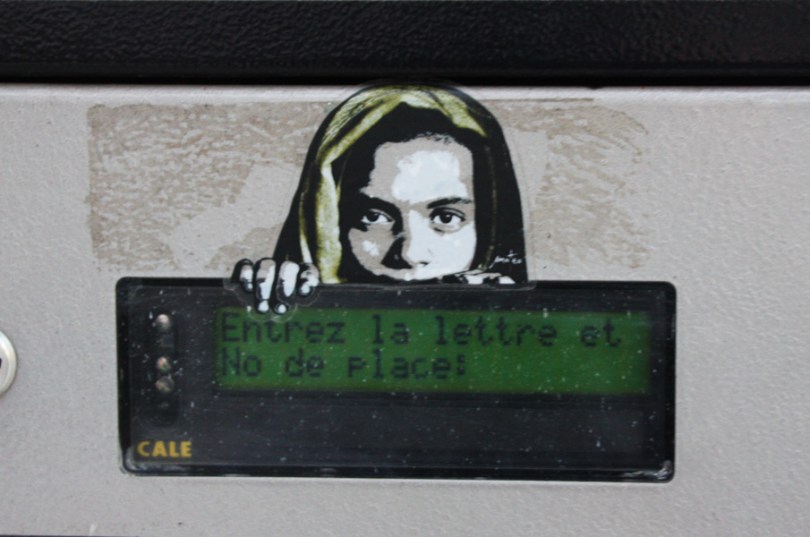 Entrez la lettre et
No de place:
CALE